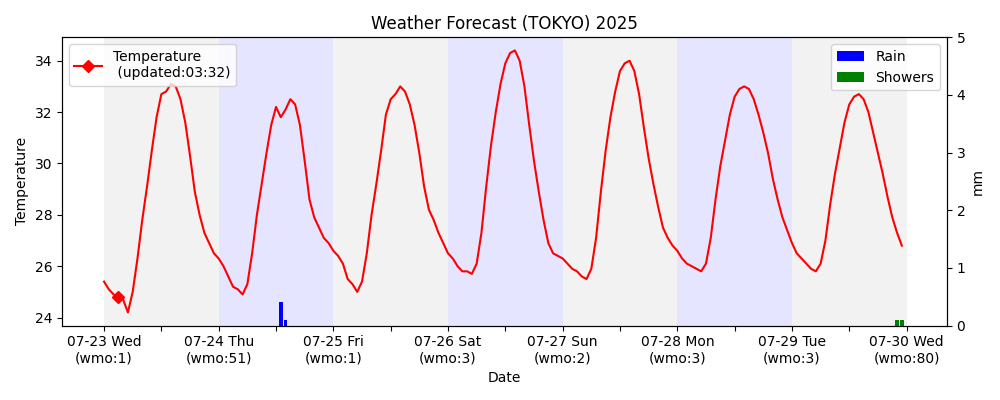 Weather Forecast (TOKYO) 2025
Temperature
(updated:03:32)
Rain
Showers
34
32
30
28
26
24
Temperature
5
4
3
2
1
0
mm
07-23 Wed
(wmo:1)
07-24 Thu
(wmo:51)
07-25 Fri
(wmo:1)
07-26 Sat
(wmo:3)
07-27 Sun
(wmo:2)
07-28 Mon
(wmo:3)
07-29 Tue
(wmo:3)
07-30 Wed
(wmo:80)
Date